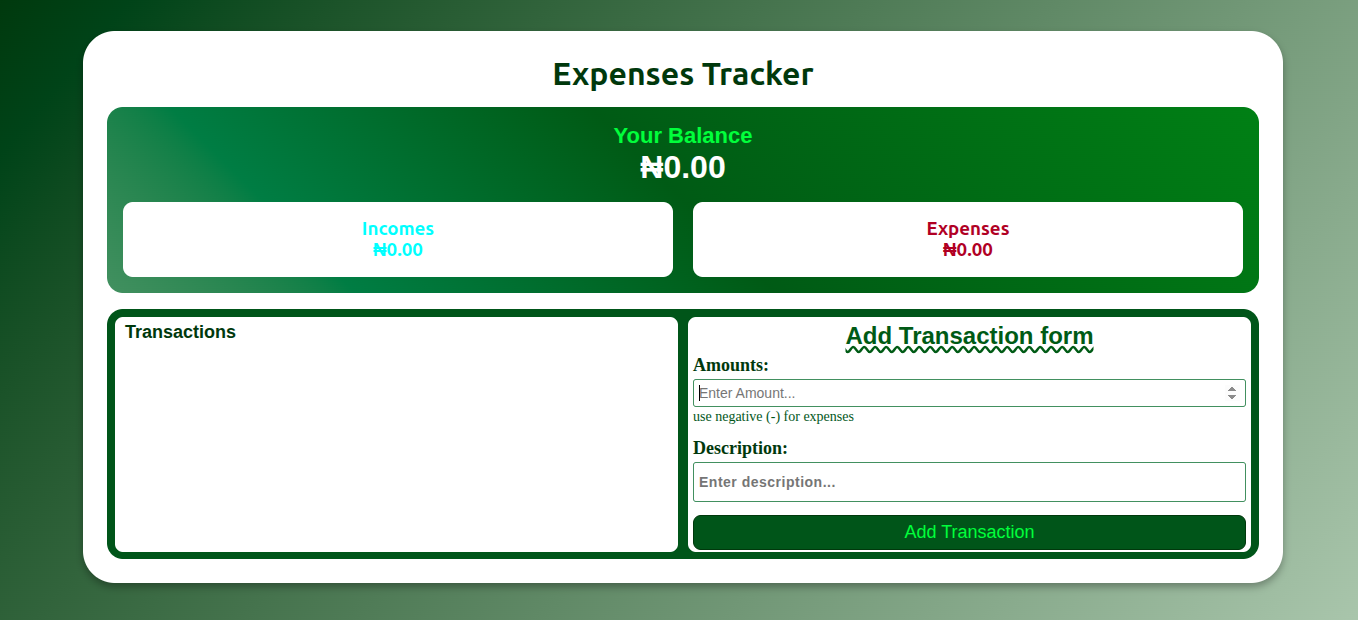 Expenses Tracker
Your Balance
₦0.00
Incomes
₦0.00
Expenses
₦0.00
Transactions
Add Transaction form
Amounts:
Enter Amount...
use negative (-) for expenses
Description:
Enter description...
Add Transaction